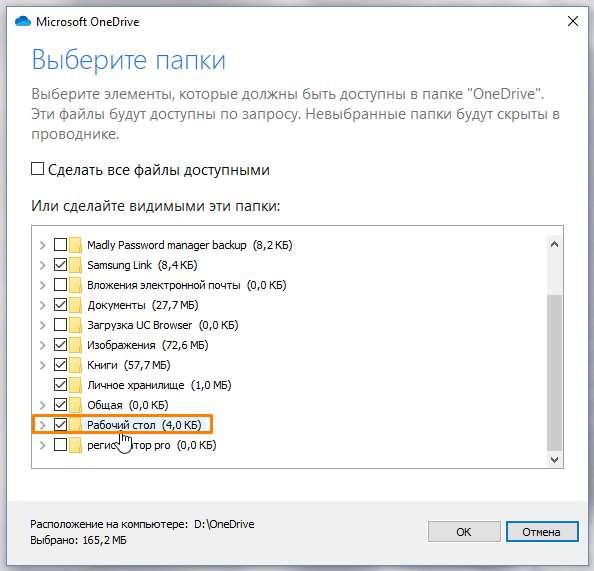 Microsoft OneDrive
Выберите папки
Выберите элементы, которые должны быть доступны в папке "OneDrive".
Эти файлы будут доступны по запросу. Невыбранные папки будут скрыты в
проводнике.
Сделать все файлы доступными
Или сделайте видимыми эти папки:
Madly Password manager backup (8,2 КБ)
Samsung Link (8,4 КБ)
Вложения электронной почты (0,0 КБ)
Документы (27,7 МБ)
Загрузка UC Browser (0,0 КБ)
Изображения (72,6 МБ)
Книги (57,7 МБ)
Личное хранилище (1,0 МБ)
Общая (0,0 КБ)
Рабочий стол (4,0 КБ)
pro (0,0 КБ)
Расположение на компьютере: D:\OneDrive
Выбрано: 165,2 МБ
OK
Отмена